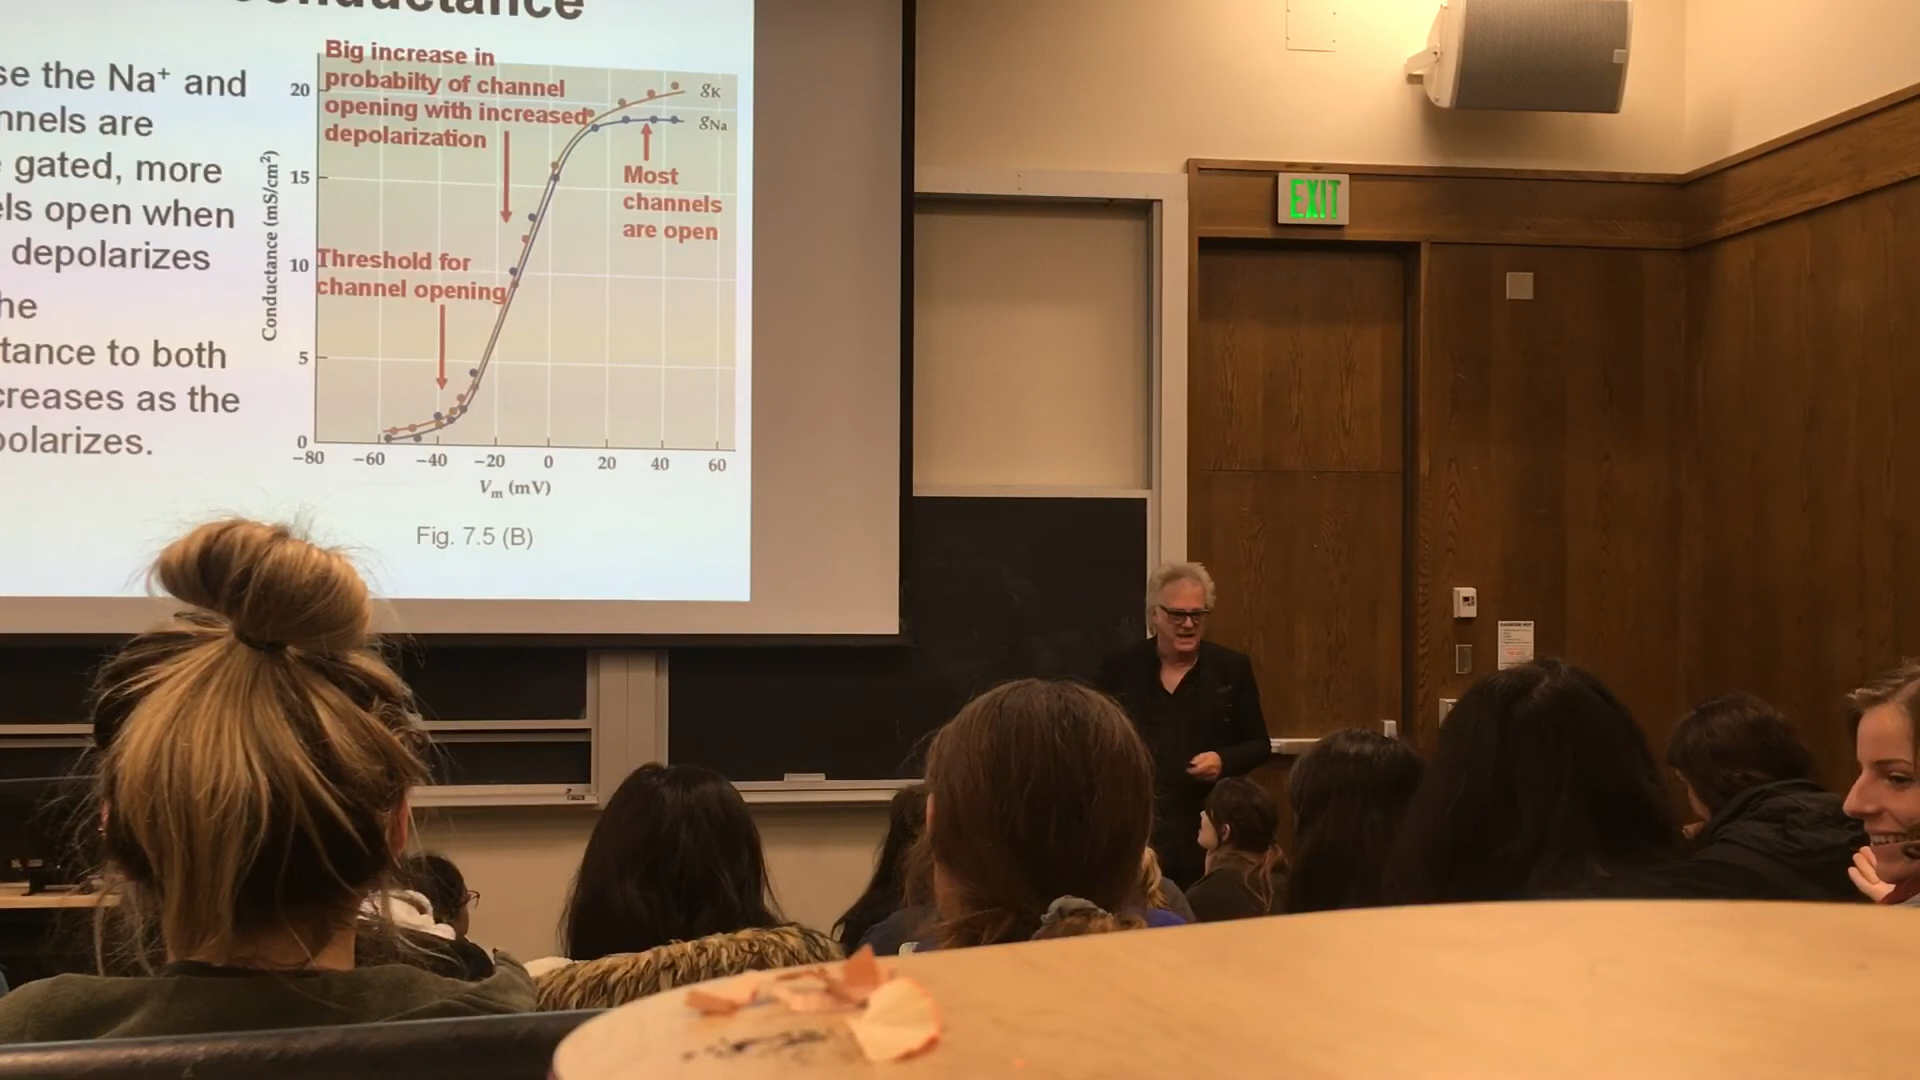 conductance
se the Na⁺ and
nnels are
gated, more
els open when
depolarizes
he
tance to both
creases as the
polarizes.
Big increase in
probabilty of channel
opening with increased
depolarization
Threshold for
channel opening
Most
channels
are open
gK
gNa
Conductance (mS/cm²)
20
15
10
5
0
−80 −60 −40 −20 0 20 40 60
Vm (mV)
Fig. 7.5 (B)
EXIT